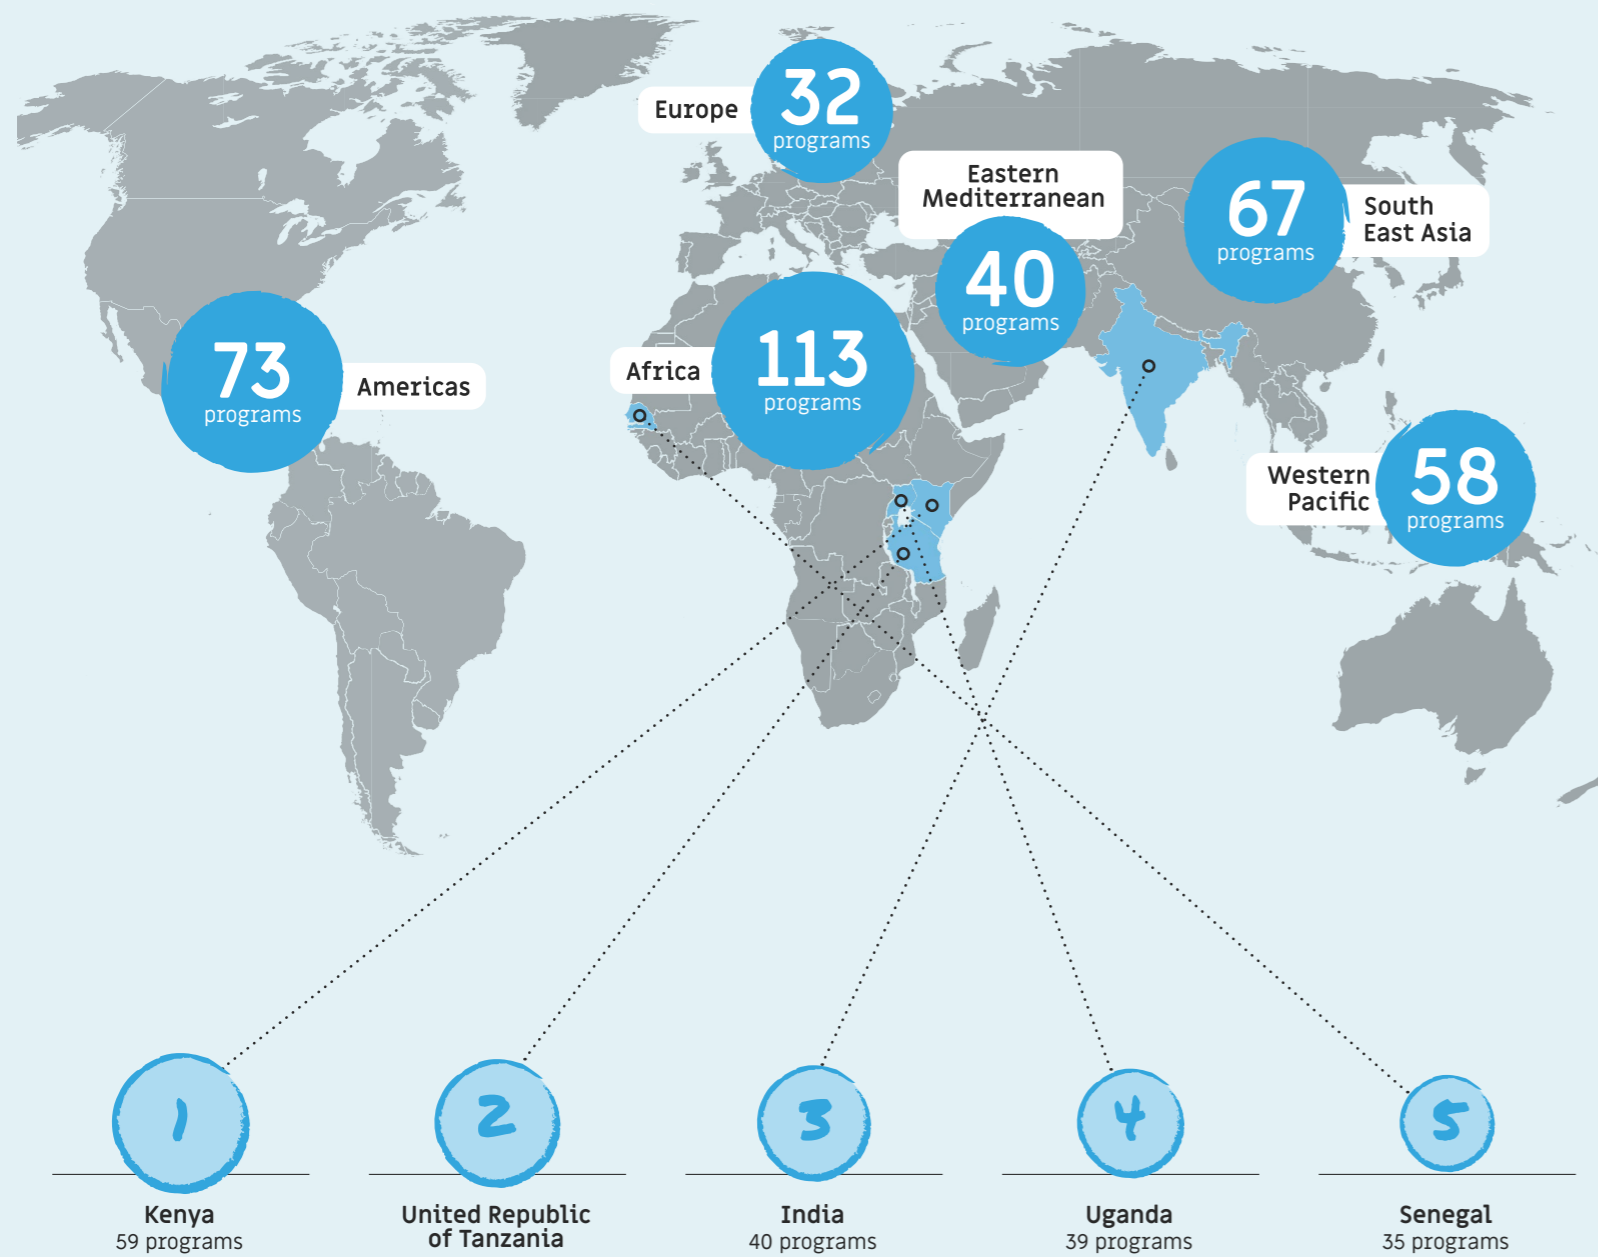 Europe
32
programs
Eastern
Mediterranean
40
programs
67
programs
South
East Asia
73
programs
Americas
Africa
113
programs
Western
Pacific
58
programs
1
2
3
4
5
Kenya
59 programs
United Republic
of Tanzania
India
40 programs
Uganda
39 programs
Senegal
35 programs